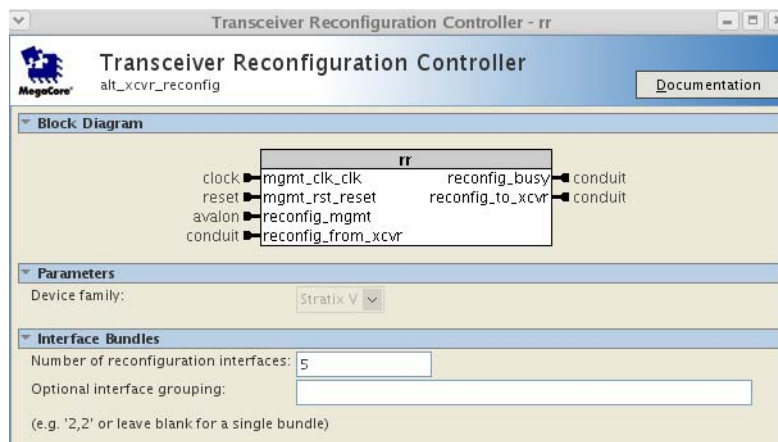 Transceiver Reconfiguration Controller - rr
MegaCore®
Transceiver Reconfiguration Controller
alt_xcvr_reconfig
Documentation
Block Diagram
rr
clock mgmt_clk_clk reconfig_busy conduit
reset mgmt_rst_reset reconfig_to_xcvr conduit
avalon reconfig_mgmt
conduit reconfig_from_xcvr
Parameters
Device family: Stratix V
Interface Bundles
Number of reconfiguration interfaces: 5
Optional interface grouping:
(e.g. '2,2' or leave blank for a single bundle)